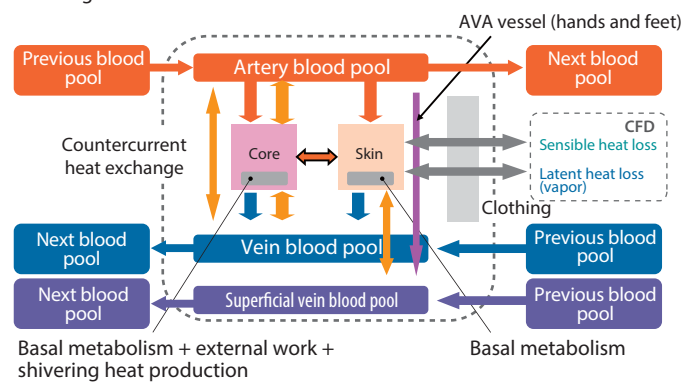 AVA vessel (hands and feet)
Previous blood
pool
Artery blood pool
Next blood
pool
Countercurrent
heat exchange
Core
Skin
CFD
Sensible heat loss
Latent heat loss
(vapor)
Clothing
Next blood
pool
Vein blood pool
Previous blood
pool
Next blood
pool
Superficial vein blood pool
Previous blood
pool
Basal metabolism + external work +
shivering heat production
Basal metabolism